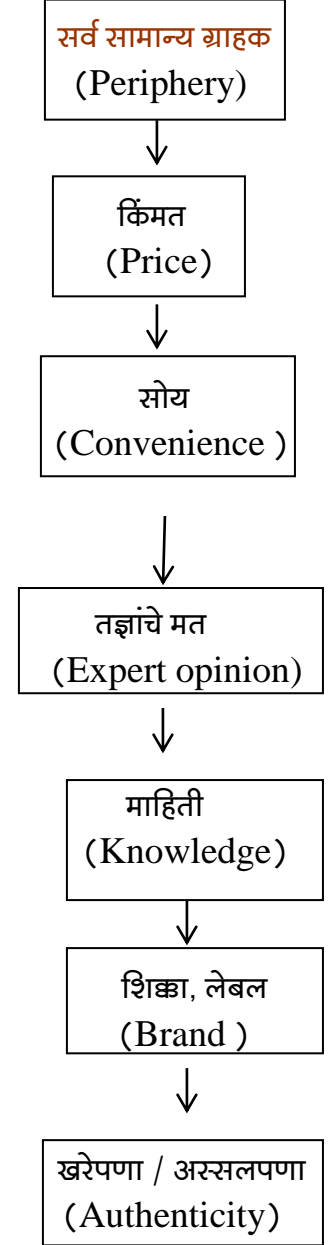 सर्व सामान्य ग्राहक
(Periphery)
किंमत
(Price)
सोय
(Convenience )
तज्ञांचे मत
(Expert opinion)
माहिती
(Knowledge)
शिक्का, लेबल
(Brand )
खरेपणा / अस्सलपणा
(Authenticity)